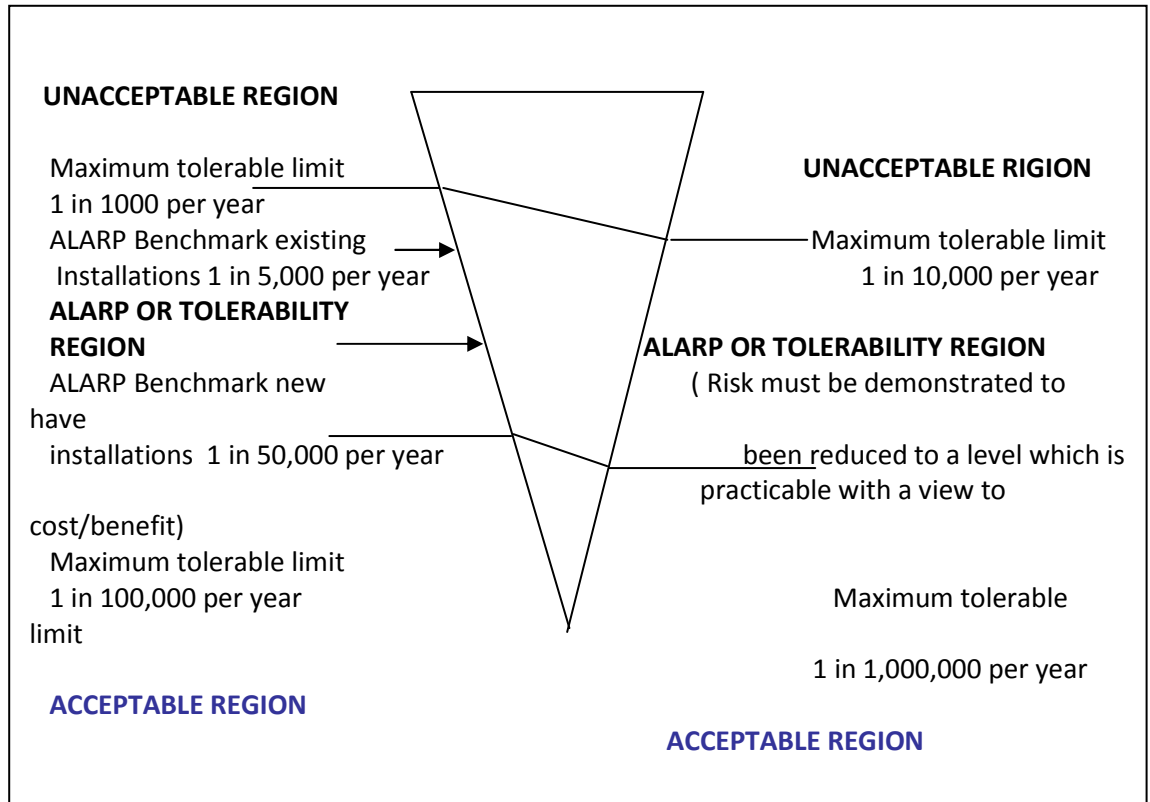 UNACCEPTABLE REGION
Maximum tolerable limit
1 in 1000 per year
ALARP Benchmark existing
Installations 1 in 5,000 per year
ALARP OR TOLERABILITY
REGION
ALARP Benchmark new
have
installations 1 in 50,000 per year
cost/benefit)
Maximum tolerable limit
1 in 100,000 per year
limit
ACCEPTABLE REGION
UNACCEPTABLE RIGION
Maximum tolerable limit
1 in 10,000 per year
ALARP OR TOLERABILITY REGION
( Risk must be demonstrated to
been reduced to a level which is
practicable with a view to
Maximum tolerable
1 in 1,000,000 per year
ACCEPTABLE REGION